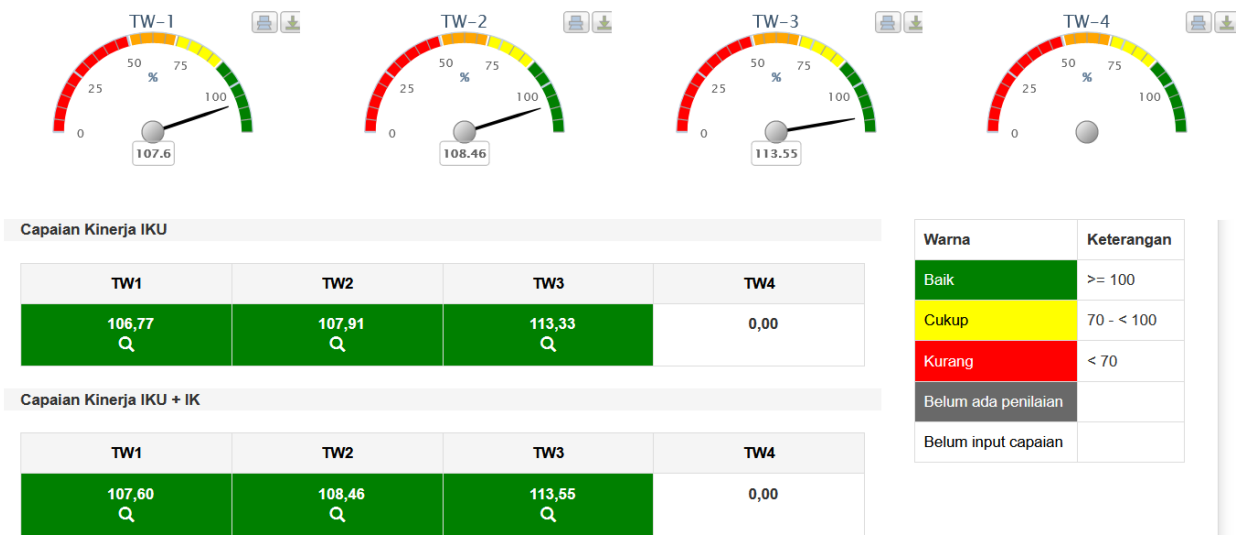 TW-1
50 75
%
25 100
0
107.6
TW-2
50 75
%
25 100
0
108.46
TW-3
50 75
%
25 100
0
113.55
TW-4
50 75
%
25 100
0
Capaian Kinerja IKU
TW1 TW2 TW3 TW4
106,77 107,91 113,33 0,00
Capaian Kinerja IKU + IK
TW1 TW2 TW3 TW4
107,60 108,46 113,55 0,00
Warna Keterangan
Baik >= 100
Cukup 70 - < 100
Kurang < 70
Belum ada penilaian
Belum input capaian